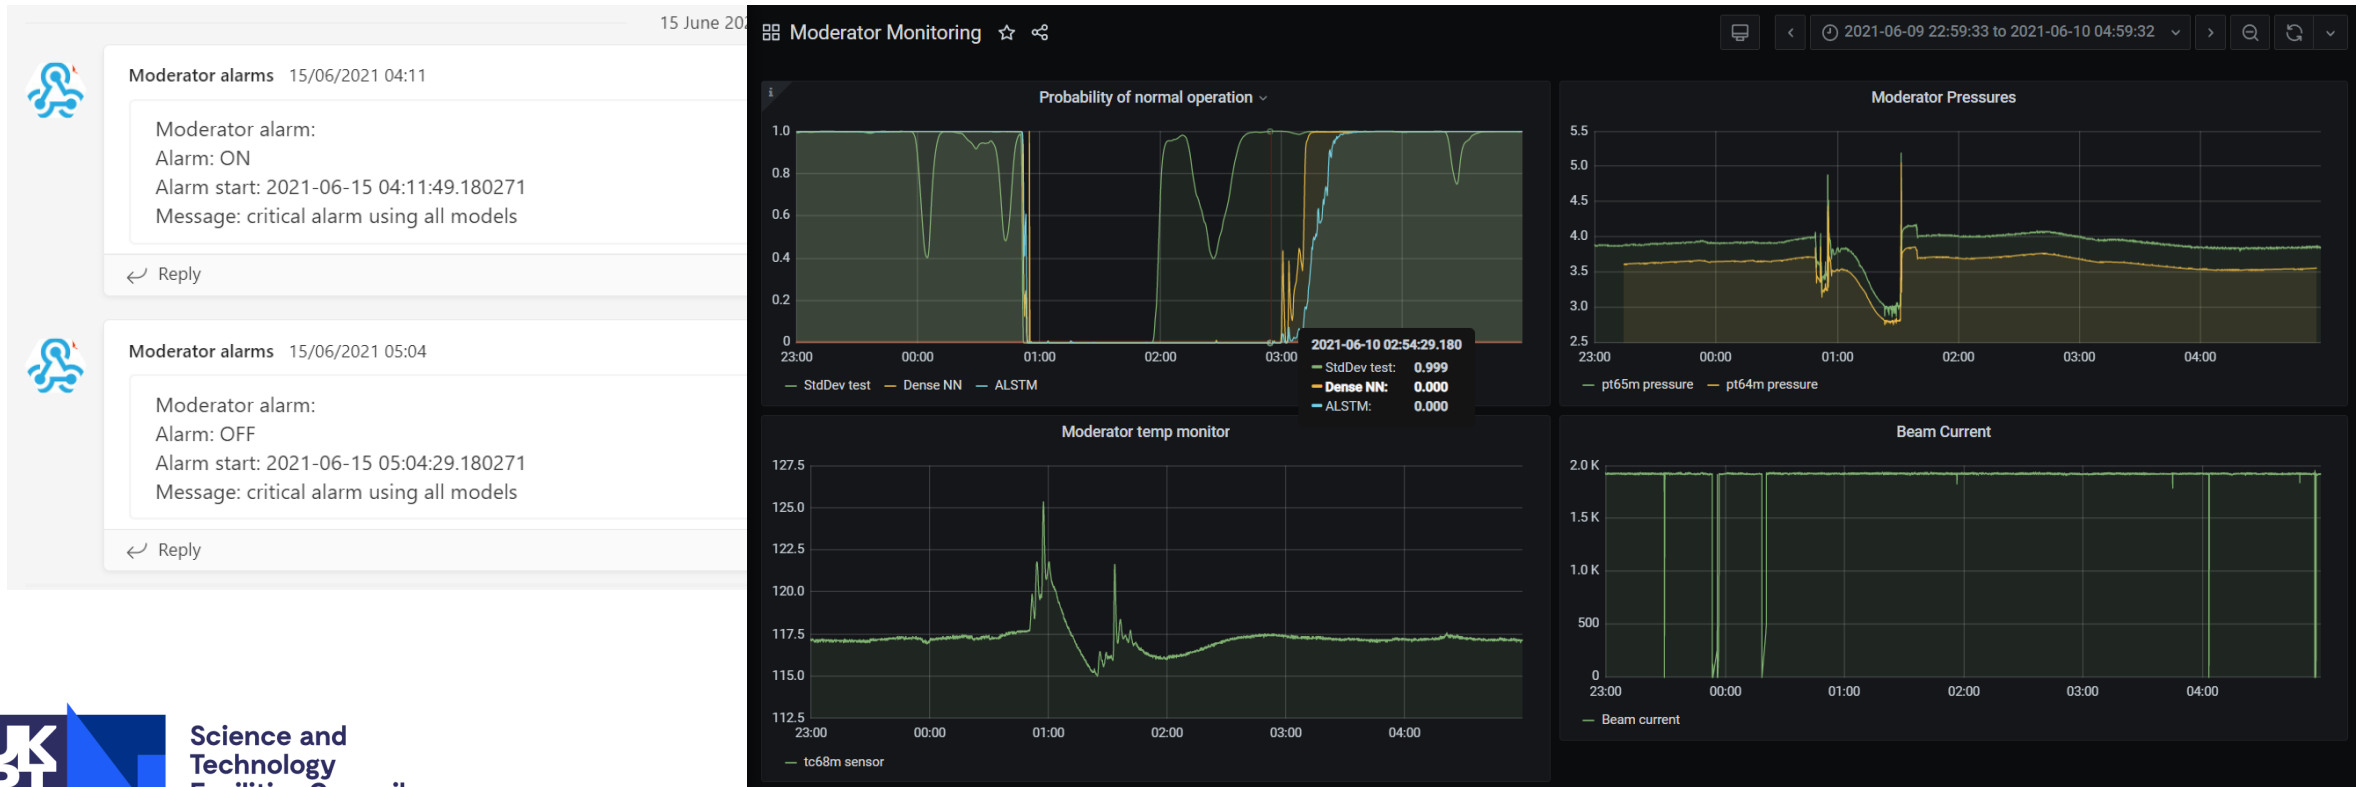 15 June 202
Moderator alarms 15/06/2021 04:11
Moderator alarm:
Alarm: ON
Alarm start: 2021-06-15 04:11:49.180271
Message: critical alarm using all models
Reply
Moderator alarms 15/06/2021 05:04
Moderator alarm:
Alarm: OFF
Alarm start: 2021-06-15 05:04:29.180271
Message: critical alarm using all models
Reply
Science and
Technology
Moderator Monitoring
2021-06-09 22:59:33 to 2021-06-10 04:59:32
i
Probability of normal operation
1.0
0.8
0.6
0.4
0.2
0
23:00 00:00 01:00 02:00 03:00
StdDev test Dense NN ALSTM
2021-06-10 02:54:29.180
StdDev test: 0.999
Dense NN: 0.000
ALSTM: 0.000
Moderator Pressures
5.5
5.0
4.5
4.0
3.5
3.0
2.5
23:00 00:00 01:00 02:00 03:00 04:00
pt65m pressure pt64m pressure
Moderator temp monitor
127.5
125.0
122.5
120.0
117.5
115.0
112.5
23:00 00:00 01:00 02:00 03:00 04:00
tc68m sensor
Beam Current
2.0 K
1.5 K
1.0 K
500
0
23:00 00:00 01:00 02:00 03:00 04:00
Beam current